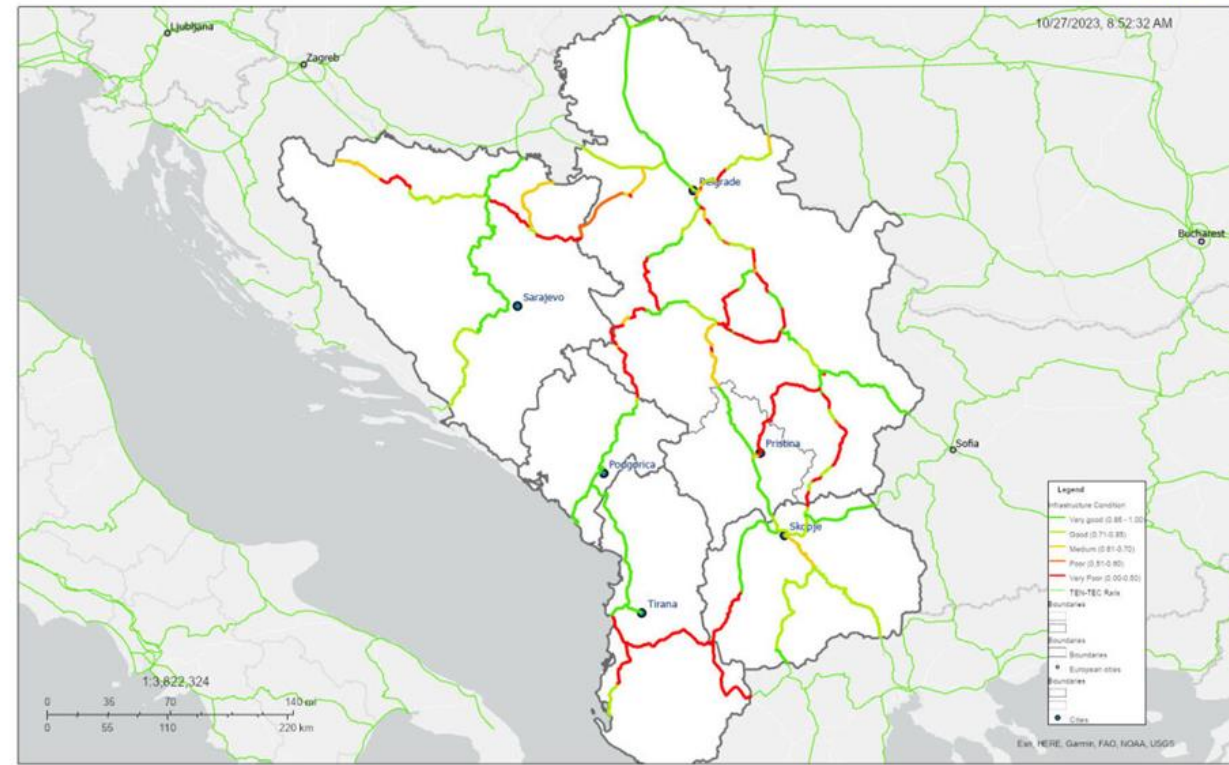 10/27/2023, 8:52:32 AM
Ljubljana
Zagreb
Belgrade
Bucharest
Sarajevo
Sofia
Pristina
Podgorica
Skopje
Tirana
Legend
Infrastructure Condition
Very good (0.86 - 1.00
Good (0.71-0.85)
Medium (0.61-0.70)
Poor (0.51-0.60)
Very Poor (0.00-0.50)
TEN-TEC Rails
Boundaries
Boundaries
Boundaries
European cities
Boundaries
Cities
1:3,822,324
0 35 70 140 mi
0 55 110 220 km
Esri, HERE, Garmin, FAO, NOAA, USGS